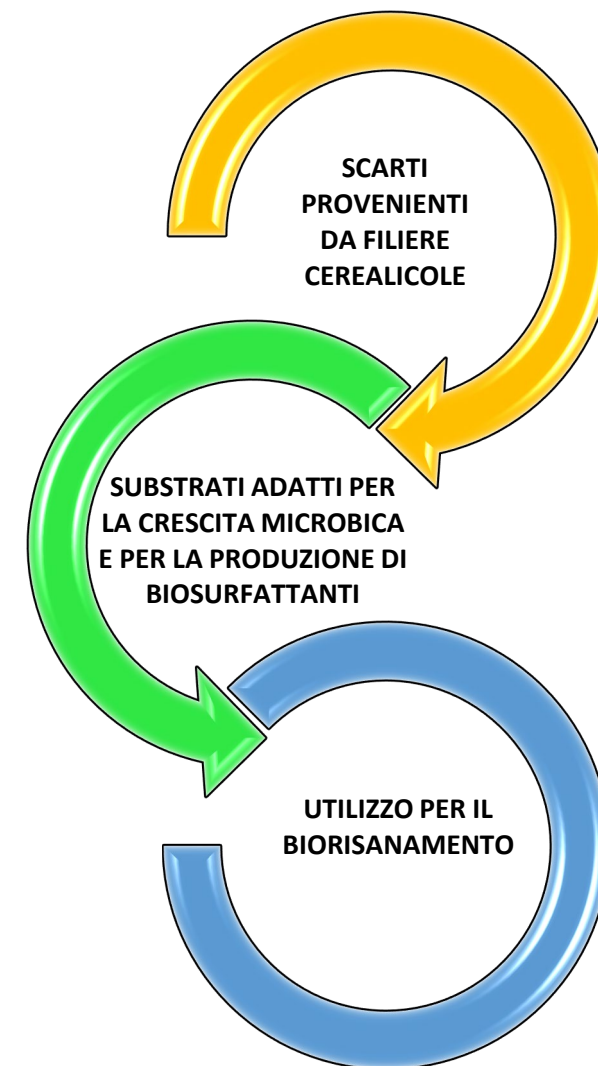 SCARTI
PROVENIENTI
DA FILIERE
CEREALICOLE
SUBSTRATI ADATTI PER
LA CRESCITA MICROBICA
E PER LA PRODUZIONE DI
BIOSURFATTANTI
UTILIZZO PER IL
BIORISANAMENTO